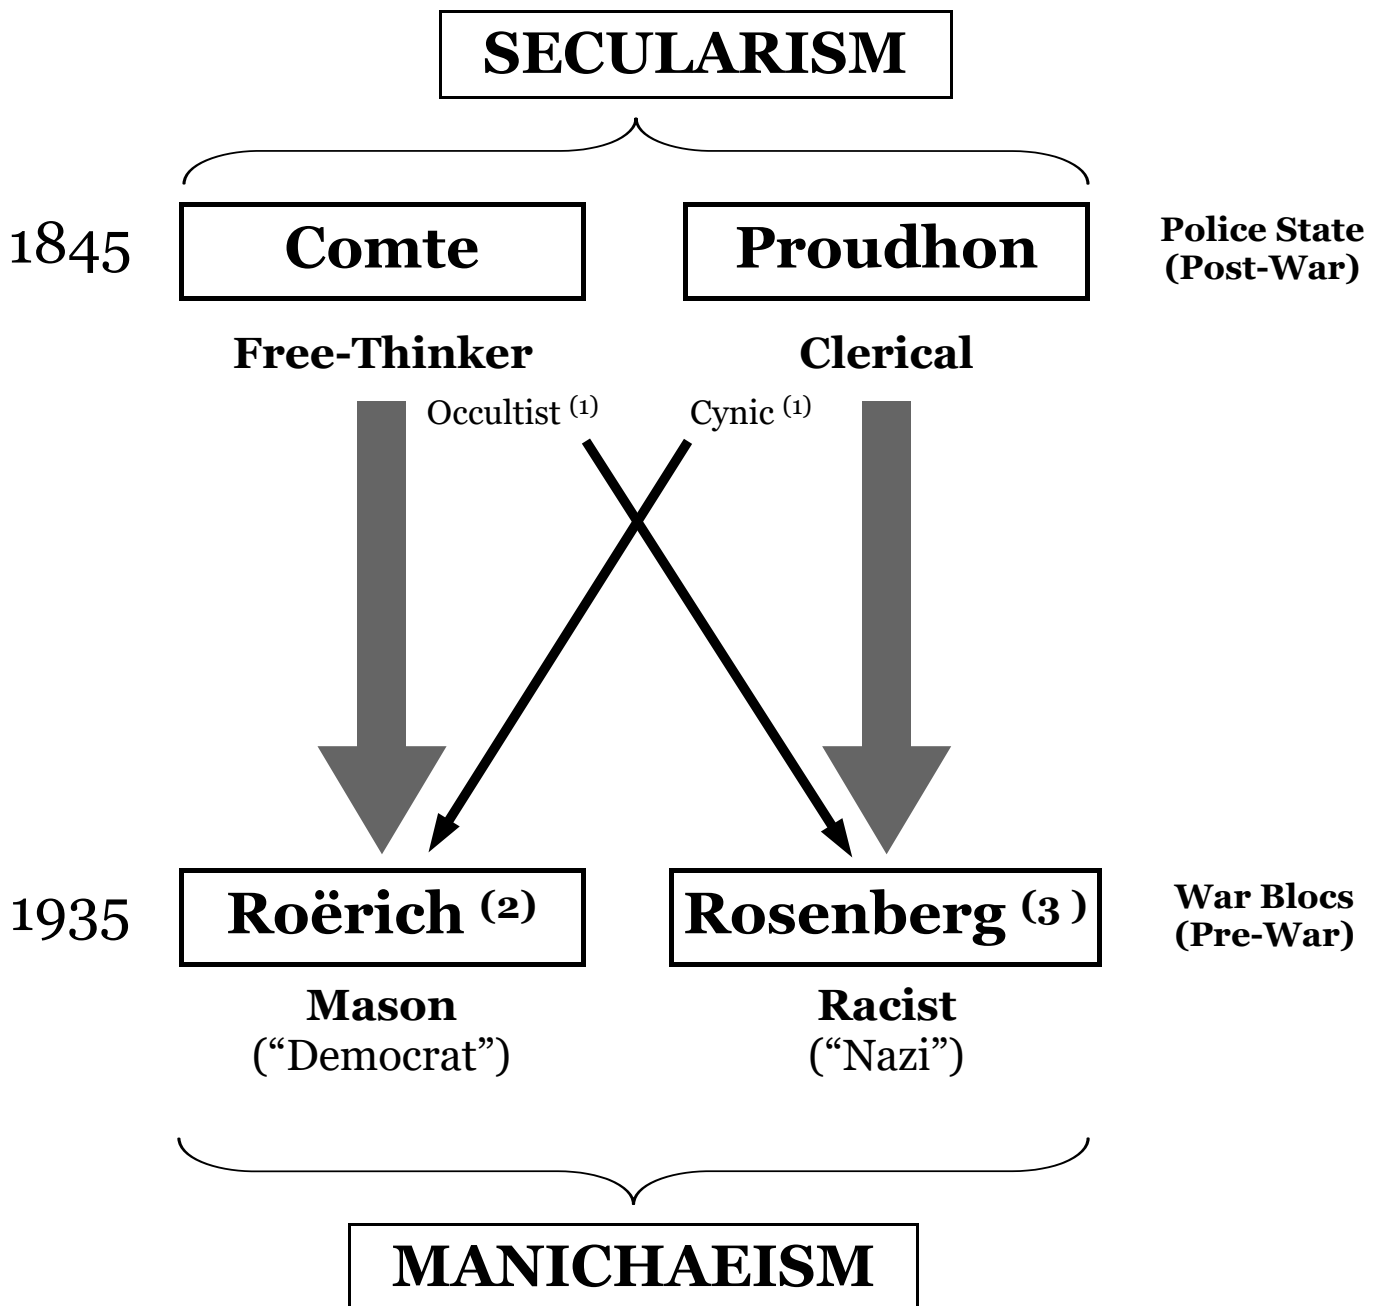 SECULARISM
1845
Comte
Proudhon
Police State
(Post-War)
Free-Thinker
Clerical
Occultist (1)
Cynic (1)
1935
Roërich (2)
Rosenberg (3 )
War Blocs
(Pre-War)
Mason
(“Democrat”)
Racist
(“Nazi”)
MANICHAEISM